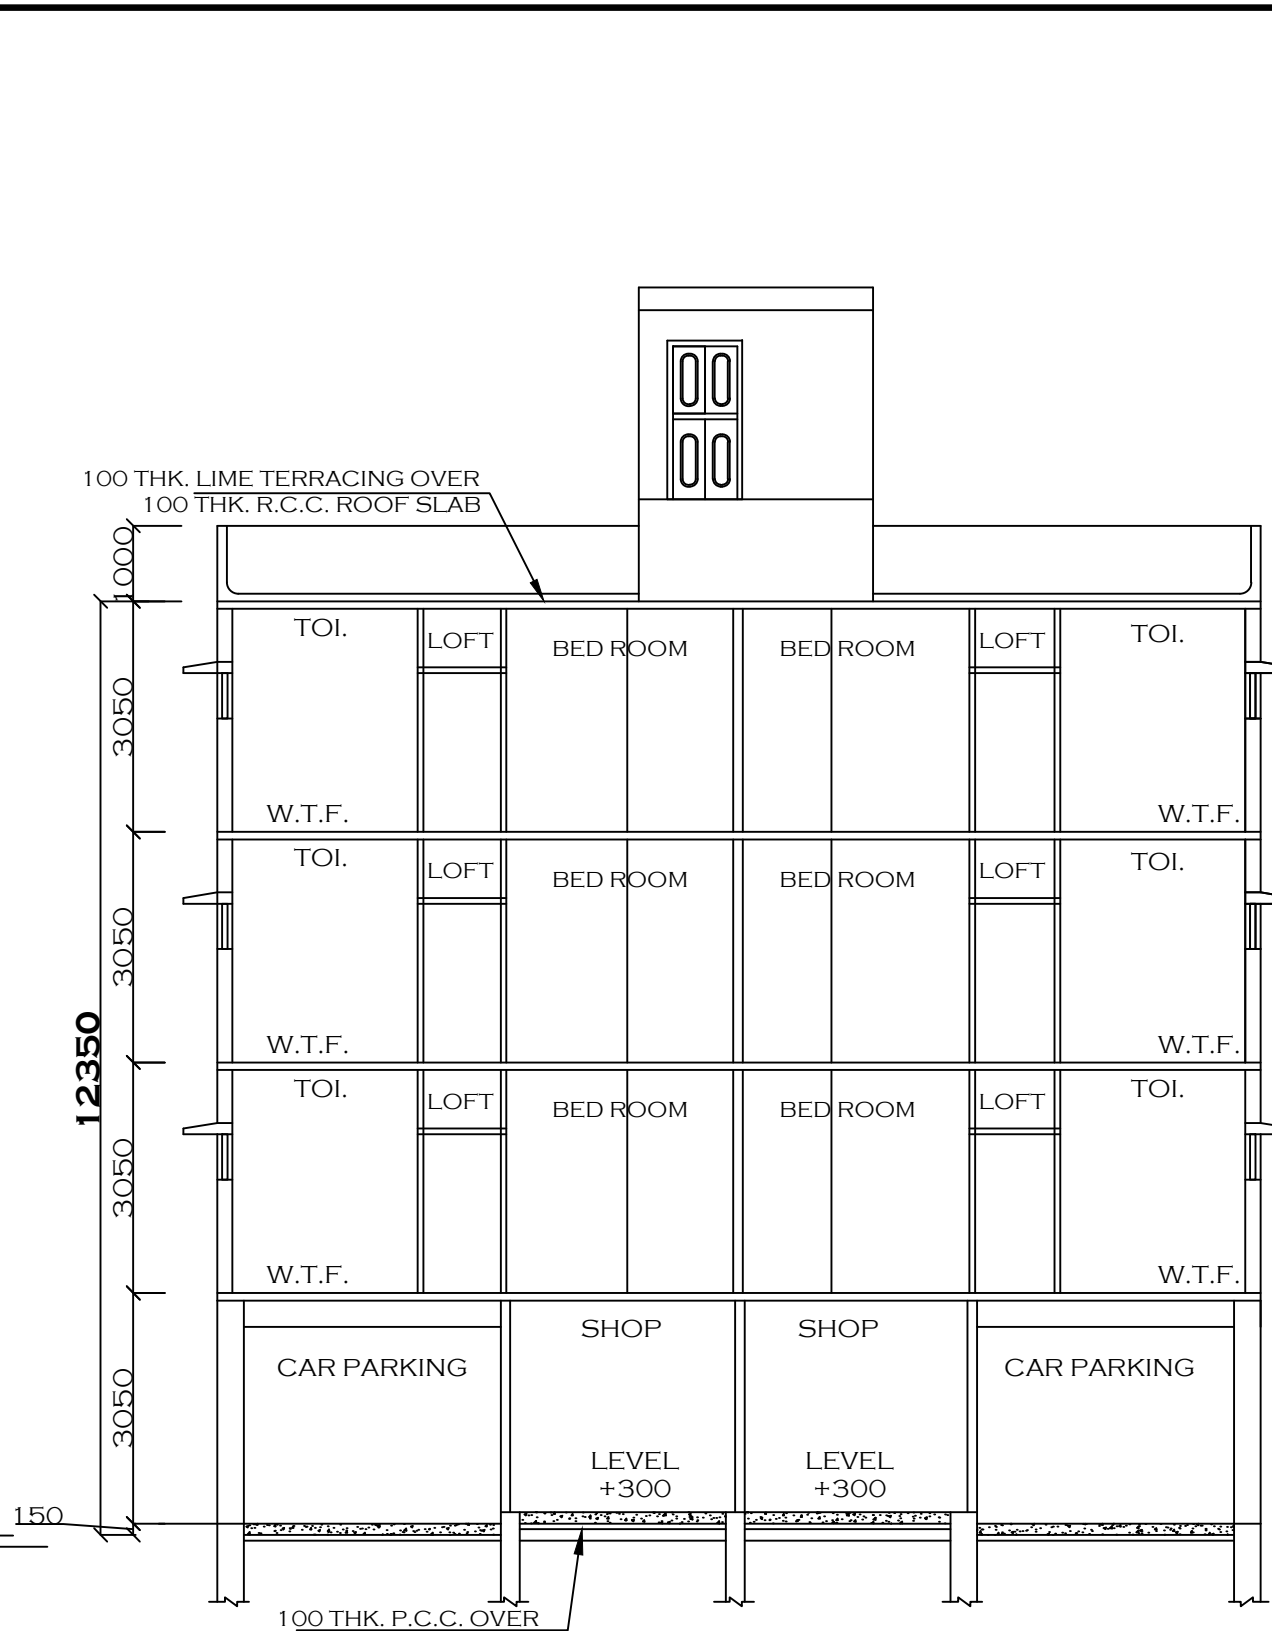 100 THK. LIME TERRACING OVER
100 THK. R.C.C. ROOF SLAB
1000
TOI.
LOFT
BED ROOM
BED ROOM
LOFT
TOI.
3050
W.T.F.
W.T.F.
TOI.
LOFT
BED ROOM
BED ROOM
LOFT
TOI.
3050
W.T.F.
W.T.F.
12350
TOI.
LOFT
BED ROOM
BED ROOM
LOFT
TOI.
3050
W.T.F.
W.T.F.
SHOP
SHOP
CAR PARKING
CAR PARKING
3050
LEVEL
+300
LEVEL
+300
150
100 THK. P.C.C. OVER